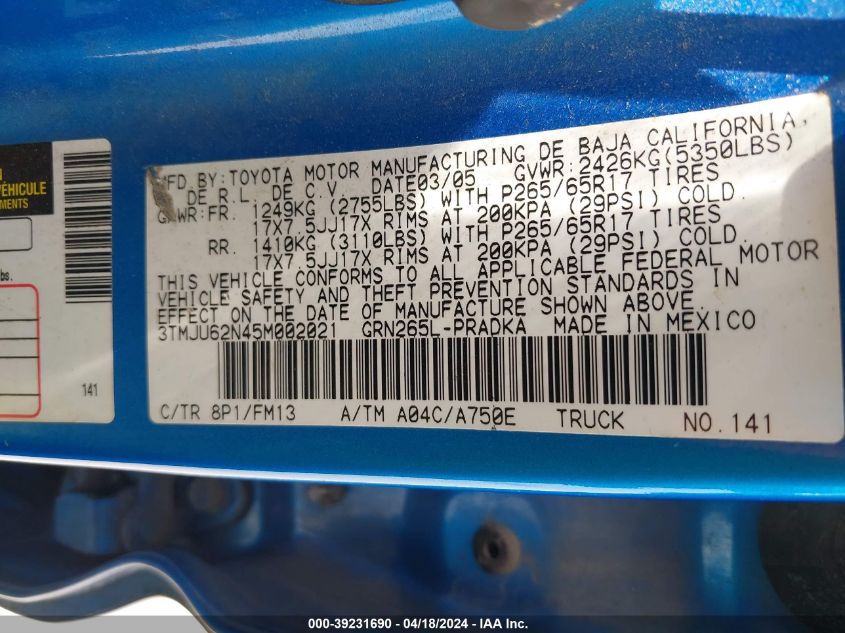 VÉHICULE
141
MFD.BY:TOYOTA MOTOR MANUFACTURING DE BAJA CALIFORNIA,
DE R.L. DE C.V. DATE03/05 GVWR:2426KG(5350LBS)
GAWR:FR. 1249KG (2755LBS) WITH P265/65R17 TIRES
17X7.5JJ17X RIMS AT 200KPA (29PSI) COLD.
RR. 1410KG (3110LBS) WITH P265/65R17 TIRES
17X7.5JJ17X RIMS AT 200KPA (29PSI) COLD.
THIS VEHICLE CONFORMS TO ALL APPLICABLE FEDERAL MOTOR
VEHICLE SAFETY AND THEFT PREVENTION STANDARDS IN
EFFECT ON THE DATE OF MANUFACTURE SHOWN ABOVE.
3TMJU62N45M002021 GRN265L-PRADKA MADE IN MEXICO
C/TR 8P1/FM13 A/TM A04C/A750E TRUCK NO.141
000-39231690 - 04/18/2024 - IAA Inc.